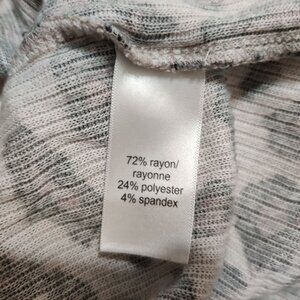 72% rayon/
rayonne
24% polyester
4% spandex